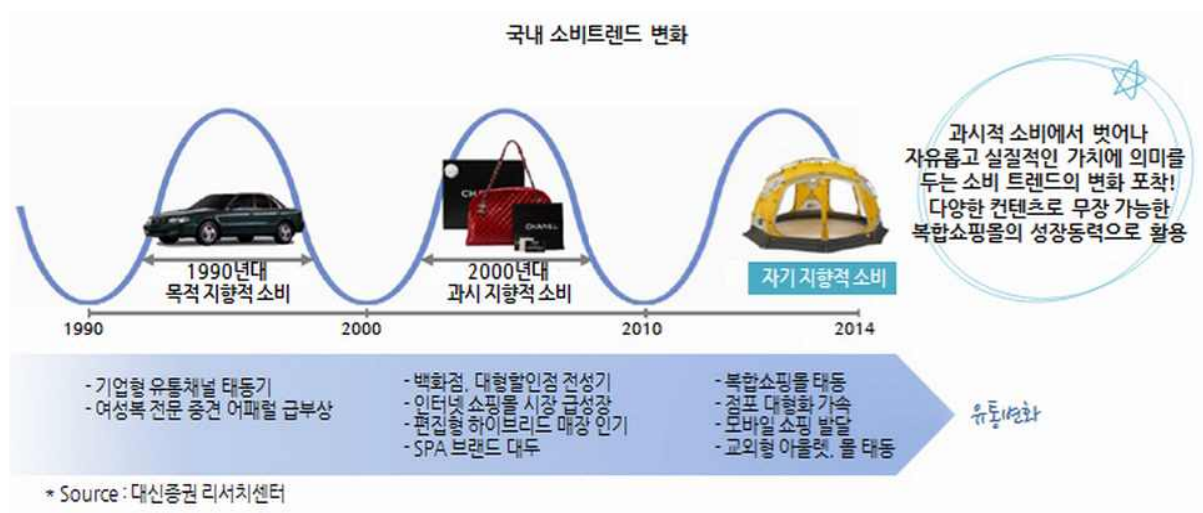 국내 소비트렌드 변화
과시적 소비에서 벗어나
자유롭고 실질적인 가치에 의미를
두는 소비 트렌드의 변화 포착!
다양한 컨텐츠로 무장 가능한
복합쇼핑몰의 성장동력으로 활용
CHANEL
1990년대
목적 지향적 소비
2000년대
과시 지향적 소비
자기 지향적 소비
1990
2000
2010
2014
- 기업형 유통채널 태동기
- 여성복 전문 중견 어패럴 급부상
- 백화점, 대형할인점 전성기
- 인터넷 쇼핑몰 시장 급성장
- 편집형 하이브리드 매장 인기
- SPA 브랜드 대두
- 복합쇼핑몰 태동
- 점포 대형화 가속
- 모바일 쇼핑 발달
- 교외형 아울렛, 몰 태동
유통변화
* Source : 대신증권 리서치센터